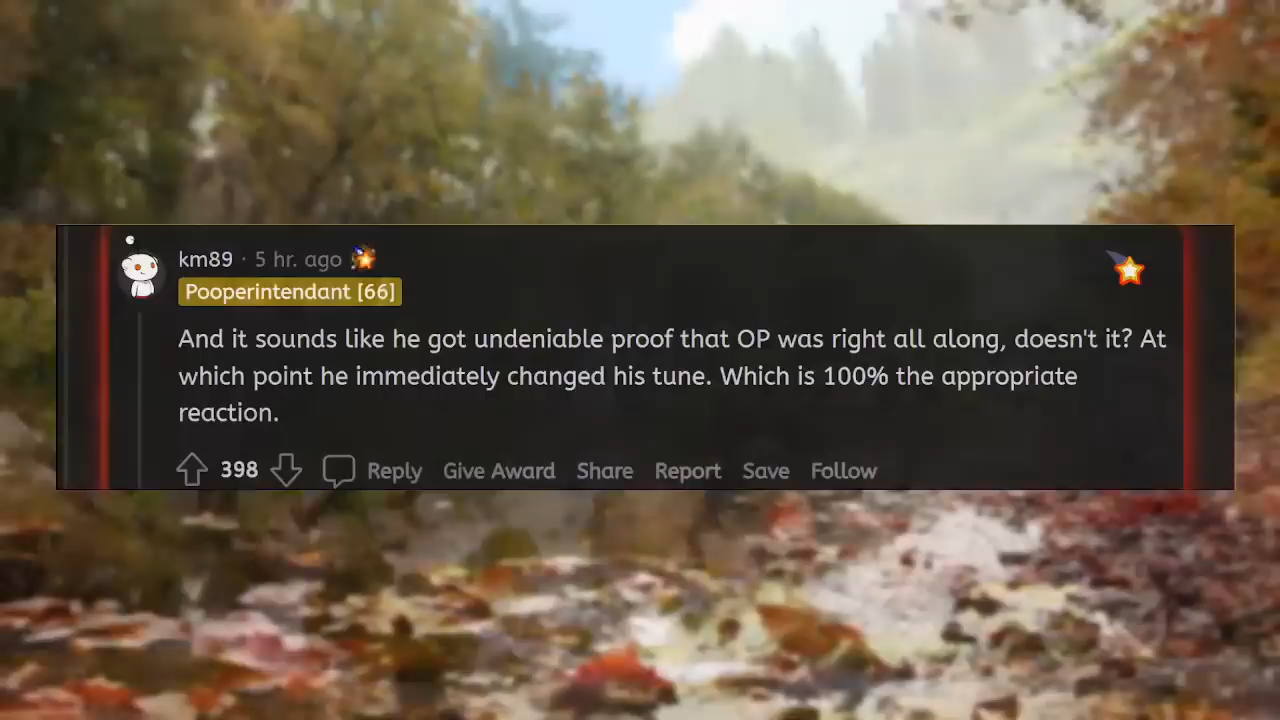 km89 · 5 hr. ago
Pooperintendant [66]
And it sounds like he got undeniable proof that OP was right all along, doesn't it? At
which point he immediately changed his tune. Which is 100% the appropriate
reaction.
398 Reply Give Award Share Report Save Follow